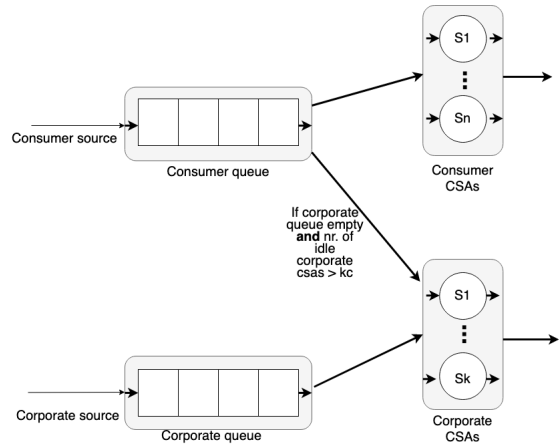 S1
Sn
Consumer
CSAs
Consumer source
Consumer queue
If corporate
queue empty
and nr. of
idle
corporate
csas > kc
S1
Sk
Corporate
CSAs
Corporate source
Corporate queue